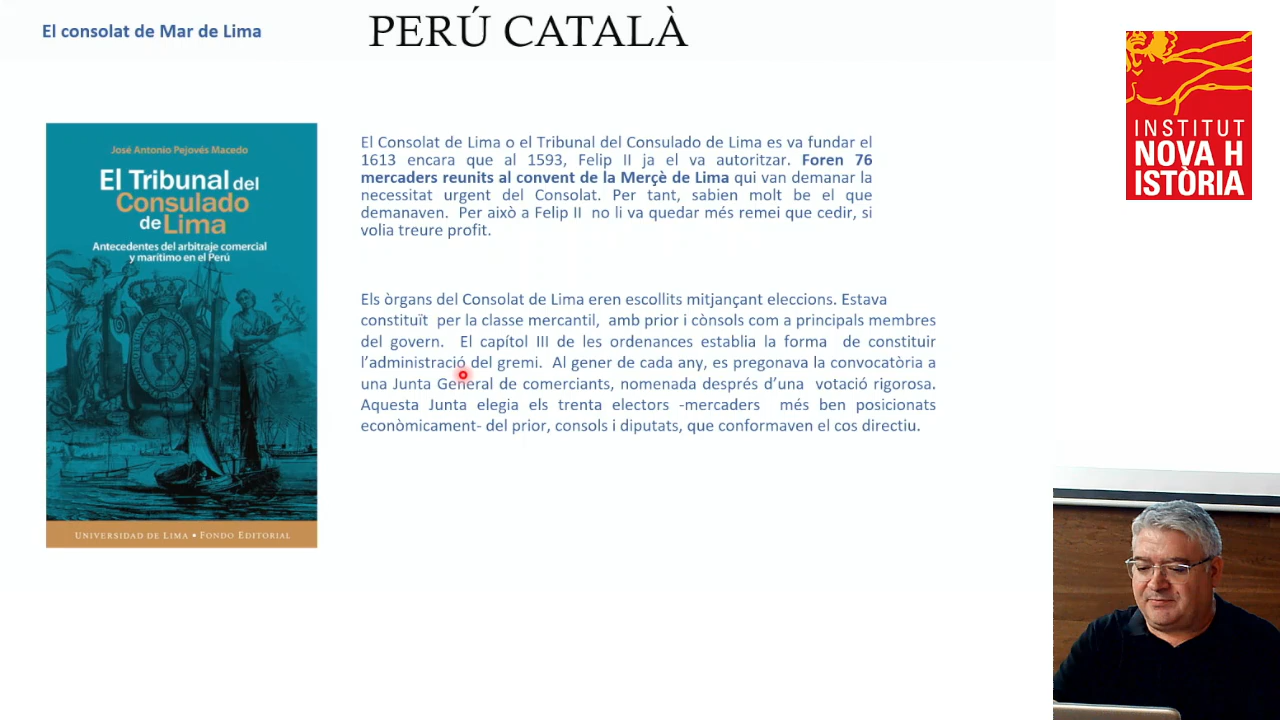 El consolat de Mar de Lima
PERÚ CATALÀ
INSTITUT
NOVA H
ISTÒRIA
José Antonio Pejovés Macedo
El Tribunal del
Consulado
de Lima
Antecedentes del arbitraje comercial
y marítimo en el Perú
UNIVERSIDAD DE LIMA • FONDO EDITORIAL
El Consolat de Lima o el Tribunal del Consulado de Lima es va fundar el
1613 encara que al 1593, Felip II ja el va autoritzar. Foren 76
mercaders reunits al convent de la Merçè de Lima qui van demanar la
necessitat urgent del Consolat. Per tant, sabien molt be el que
demanaven. Per això a Felip II no li va quedar més remei que cedir, si
volia treure profit.
Els òrgans del Consolat de Lima eren escollits mitjançant eleccions. Estava
constituït per la classe mercantil, amb prior i cònsols com a principals membres
del govern. El capítol III de les ordenances establia la forma de constituir
l'administració del gremi. Al gener de cada any, es pregonava la convocatòria a
una Junta General de comerciants, nomenada després d'una votació rigorosa.
Aquesta Junta elegia els trenta electors -mercaders més ben posicionats
econòmicament- del prior, consols i diputats, que conformaven el cos directiu.